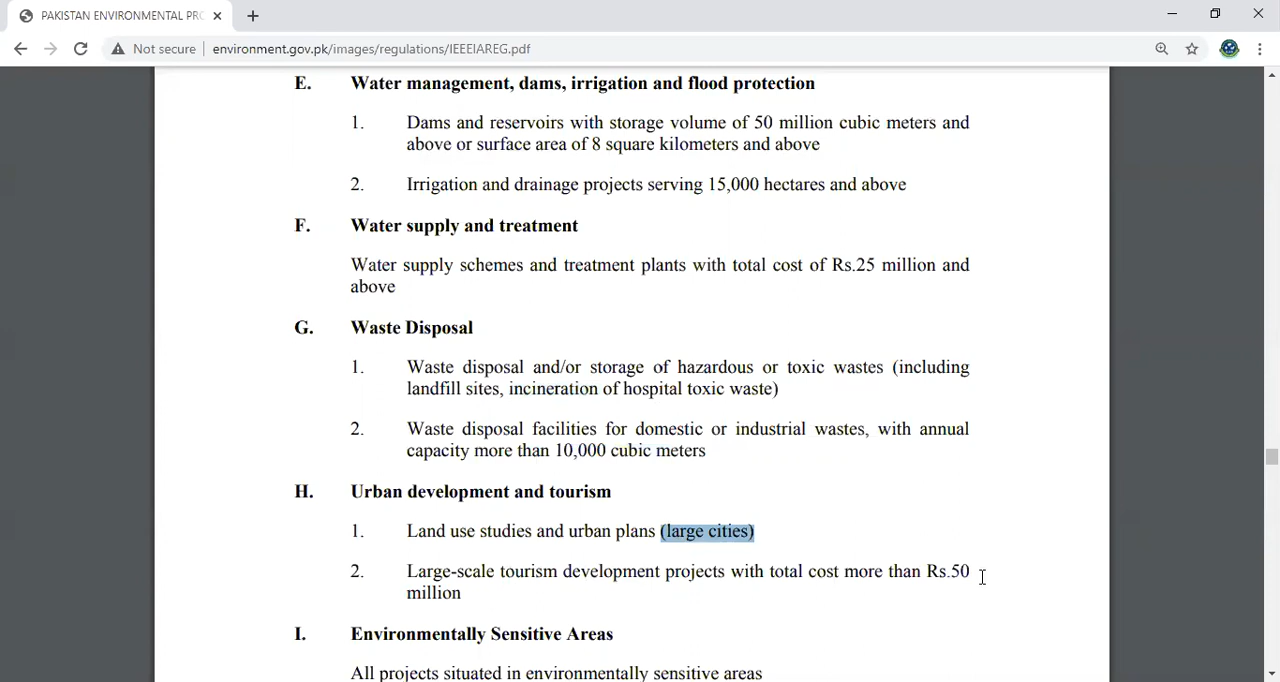 PAKISTAN ENVIRONMENTAL PRO
Not secure environment.gov.pk/images/regulations/IEEEIAREG.pdf
E. Water management, dams, irrigation and flood protection
1. Dams and reservoirs with storage volume of 50 million cubic meters and
above or surface area of 8 square kilometers and above
2. Irrigation and drainage projects serving 15,000 hectares and above
F. Water supply and treatment
Water supply schemes and treatment plants with total cost of Rs.25 million and
above
G. Waste Disposal
1. Waste disposal and/or storage of hazardous or toxic wastes (including
landfill sites, incineration of hospital toxic waste)
2. Waste disposal facilities for domestic or industrial wastes, with annual
capacity more than 10,000 cubic meters
H. Urban development and tourism
1. Land use studies and urban plans (large cities)
2. Large-scale tourism development projects with total cost more than Rs.50
million
I. Environmentally Sensitive Areas
All projects situated in environmentally sensitive areas